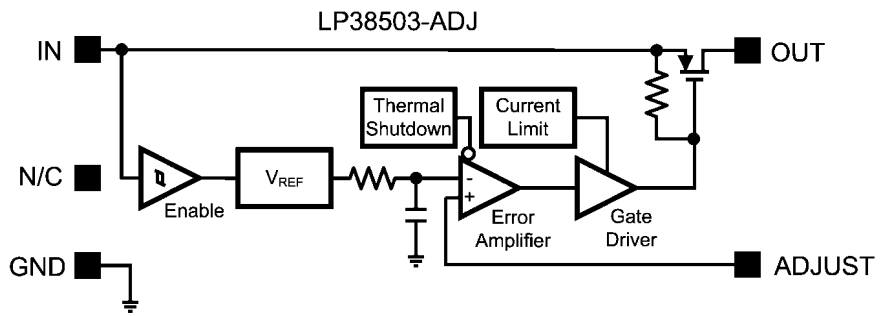 LP38503-ADJ
IN
OUT
Thermal
Shutdown
Current
Limit
N/C
VREF
Enable
-
+
Error
Amplifier
Gate
Driver
GND
ADJUST